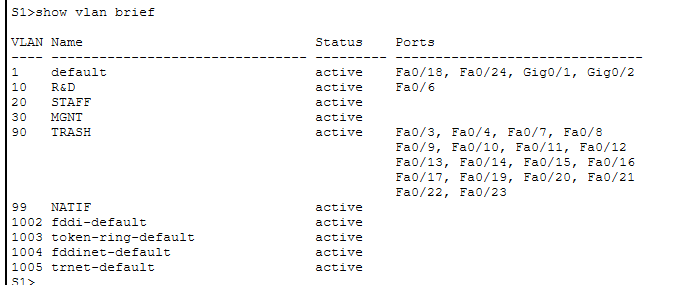 S1>show vlan brief
VLAN Name Status Ports
---- -------------------------------- --------- -------------------------------
1 default active Fa0/18, Fa0/24, Gig0/1, Gig0/2
10 R&D active Fa0/6
20 STAFF active
30 MGNT active
90 TRASH active Fa0/3, Fa0/4, Fa0/7, Fa0/8
Fa0/9, Fa0/10, Fa0/11, Fa0/12
Fa0/13, Fa0/14, Fa0/15, Fa0/16
Fa0/17, Fa0/19, Fa0/20, Fa0/21
Fa0/22, Fa0/23
99 NATIF active
1002 fddi-default active
1003 token-ring-default active
1004 fddinet-default active
1005 trnet-default active
S1>